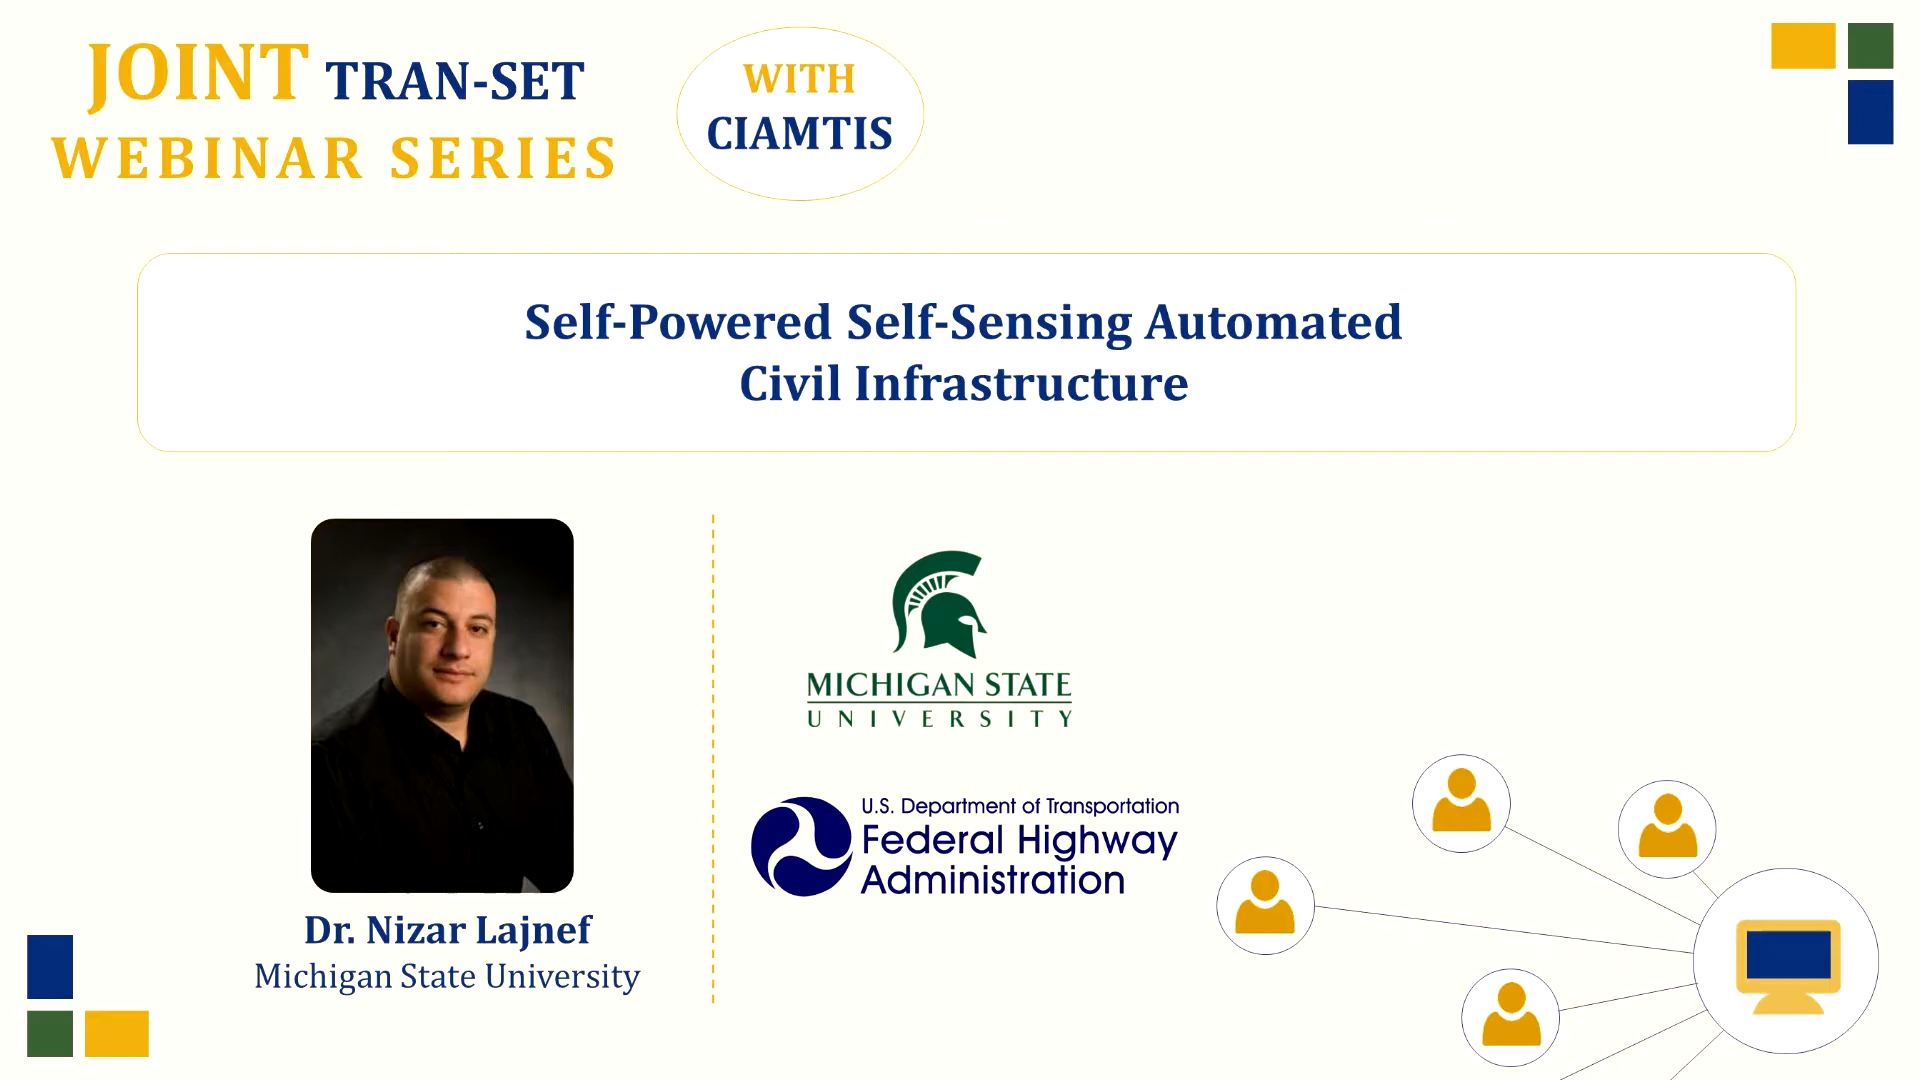 JOINT TRAN-SET
WEBINAR SERIES
WITH
CIAMTIS
Self-Powered Self-Sensing Automated
Civil Infrastructure
Dr. Nizar Lajnef
Michigan State University
MICHIGAN STATE
UNIVERSITY
U.S. Department of Transportation
Federal Highway
Administration